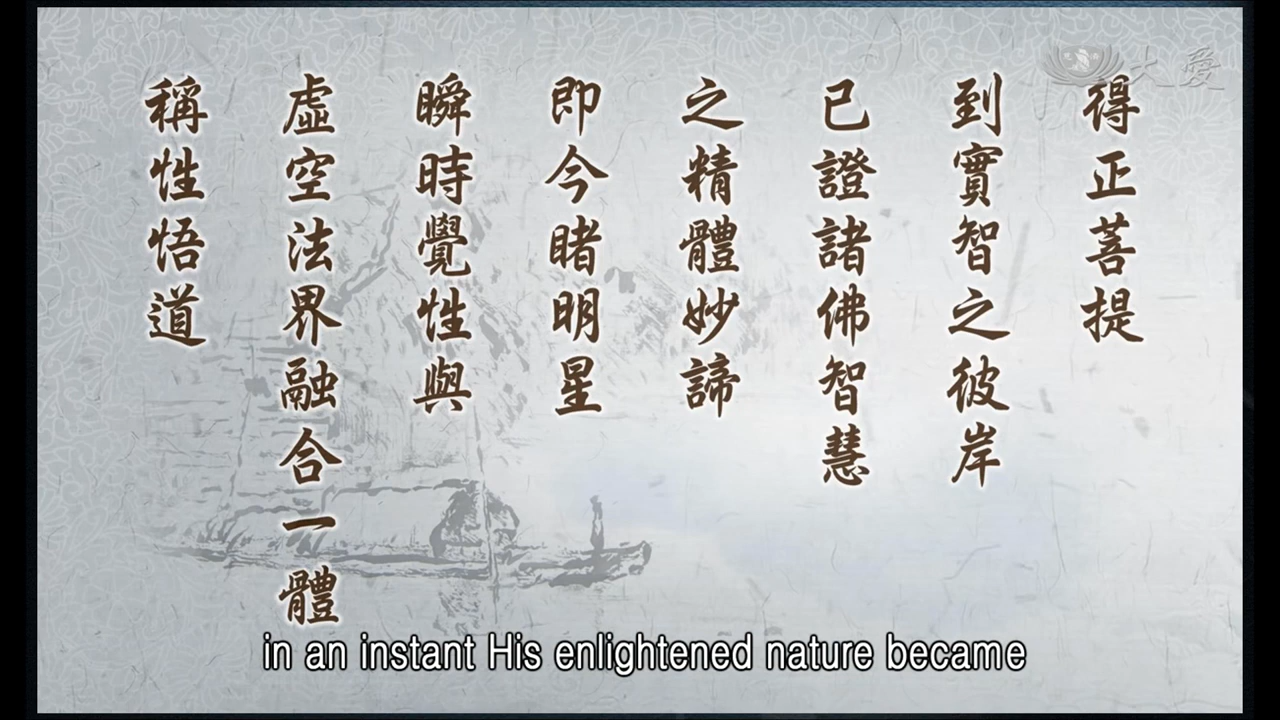 大愛
得正菩提
到實智之彼岸
已證諸佛智慧
之精體妙諦
即今睹明星
瞬時覺性與
虛空法界融合一體
稱性悟道
in an instant His enlightened nature became